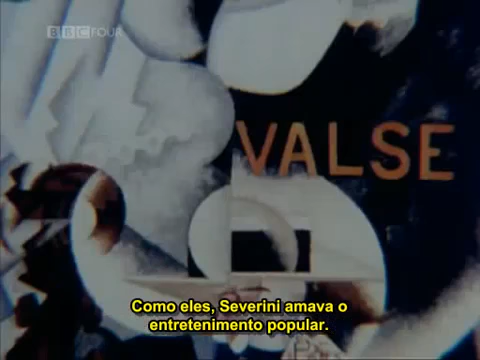 BBC FOUR
VALSE
Como eles, Severini amava o
entretenimento popular.